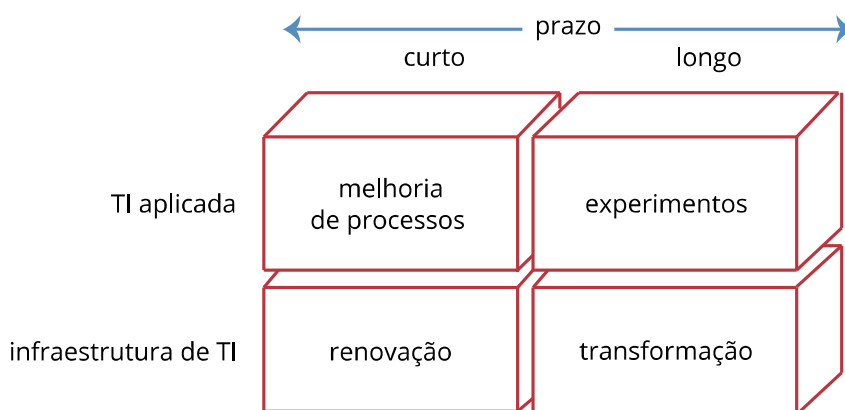 prazo
curto
longo
TI aplicada
melhoria
de processos
experimentos
infraestrutura de TI
renovação
transformação